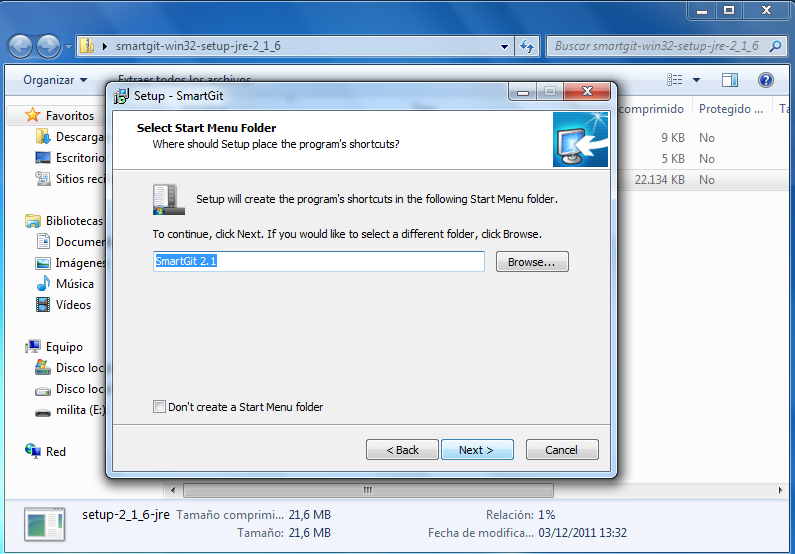 smartgit-win32-setup-jre-2_1_6
Buscar smartgit-win32-setup-jre-2_1_6
Organizar
Extraer todos los archivos
Setup - SmartGit
Favoritos
comprimido
Protegido ...
Descarga
9 KB
No
Escritorio
5 KB
No
Sitios reci
22.134 KB
No
Select Start Menu Folder
Where should Setup place the program's shortcuts?
Setup will create the program's shortcuts in the following Start Menu folder.
Bibliotecas
To continue, click Next. If you would like to select a different folder, click Browse.
Documen
SmartGit 2.1
Browse...
Imágenes
Música
Vídeos
Equipo
Disco loc
Disco loc
milita (E:)
Don't create a Start Menu folder
Red
< Back
Next >
Cancel
setup-2_1_6-jre
Tamaño comprimi... 21,6 MB
Relación: 1%
Tamaño: 21,6 MB
Fecha de modifica... 03/12/2011 13:32